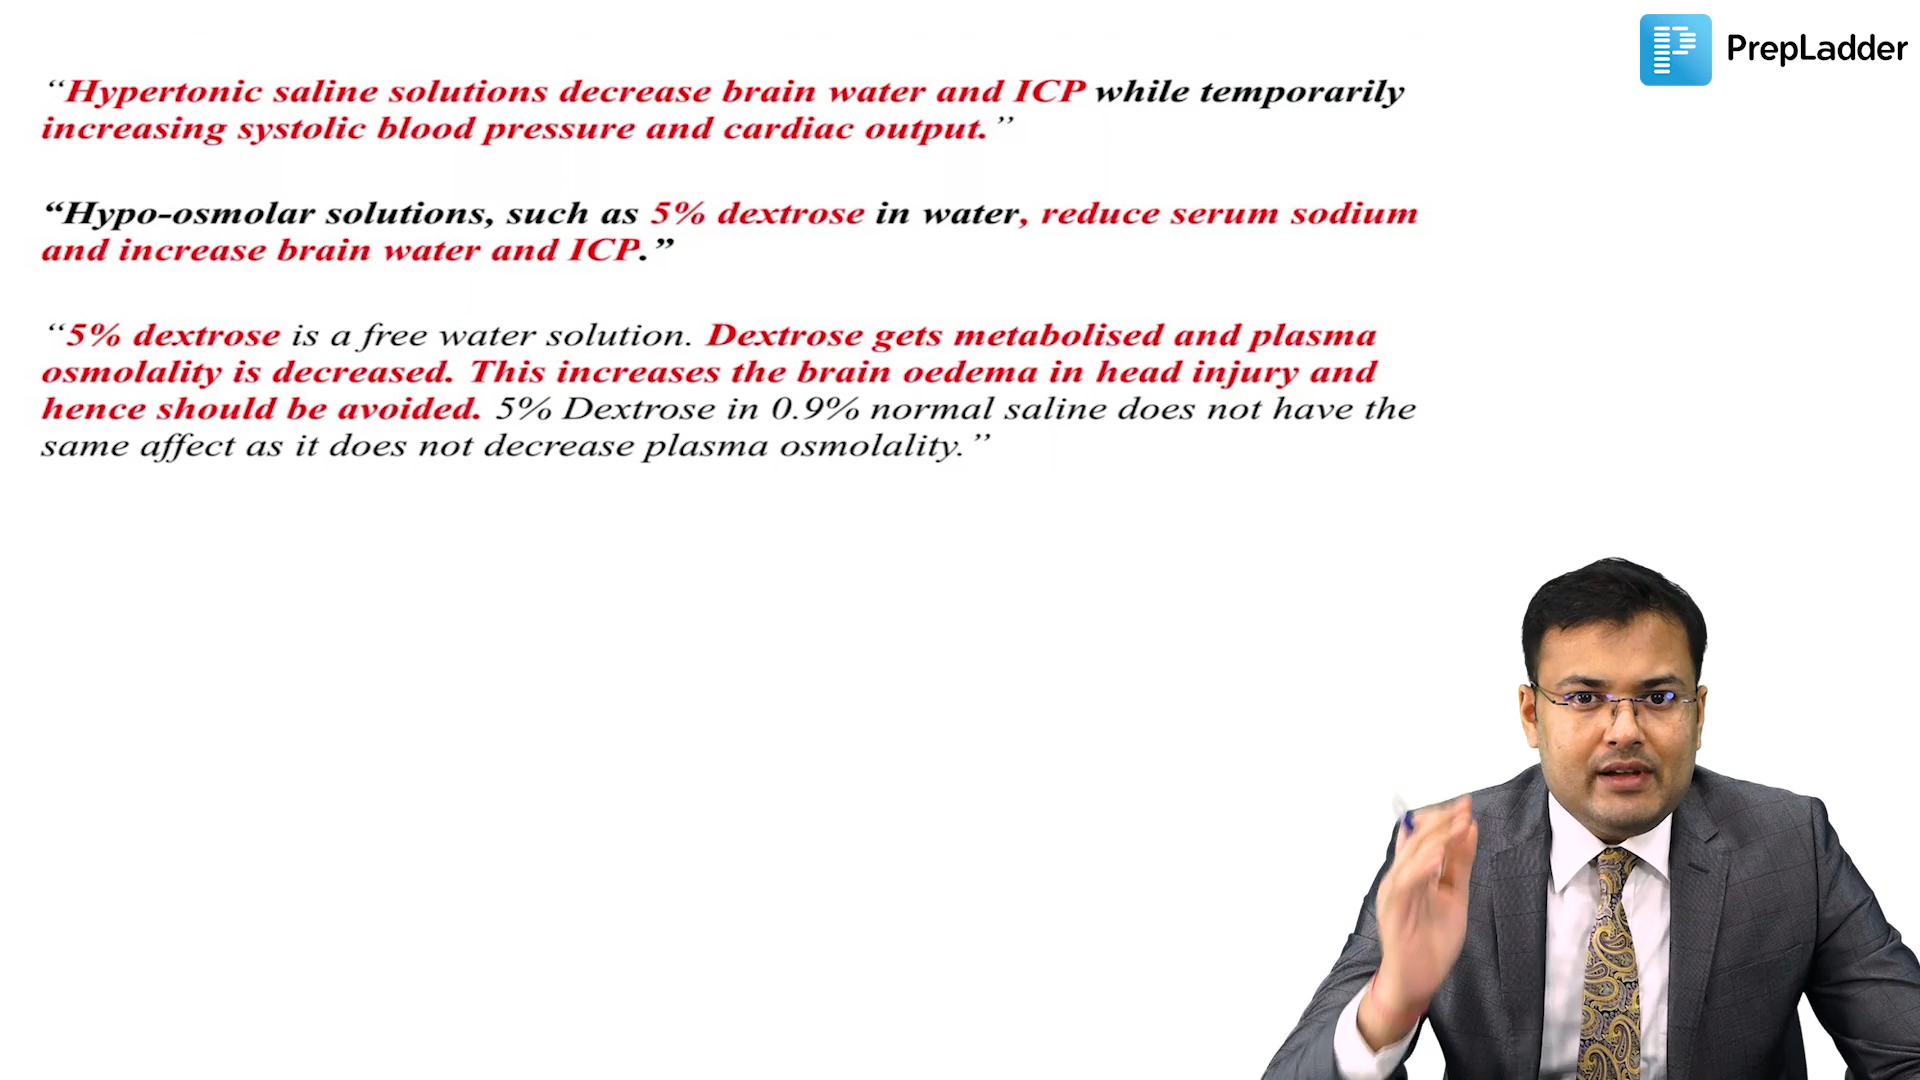 PrepLadder
“Hypertonic saline solutions decrease brain water and ICP while temporarily
increasing systolic blood pressure and cardiac output.”
“Hypo-osmolar solutions, such as 5% dextrose in water, reduce serum sodium
and increase brain water and ICP.”
“5% dextrose is a free water solution. Dextrose gets metabolised and plasma
osmolality is decreased. This increases the brain oedema in head injury and
hence should be avoided. 5% Dextrose in 0.9% normal saline does not have the
same affect as it does not decrease plasma osmolality.”